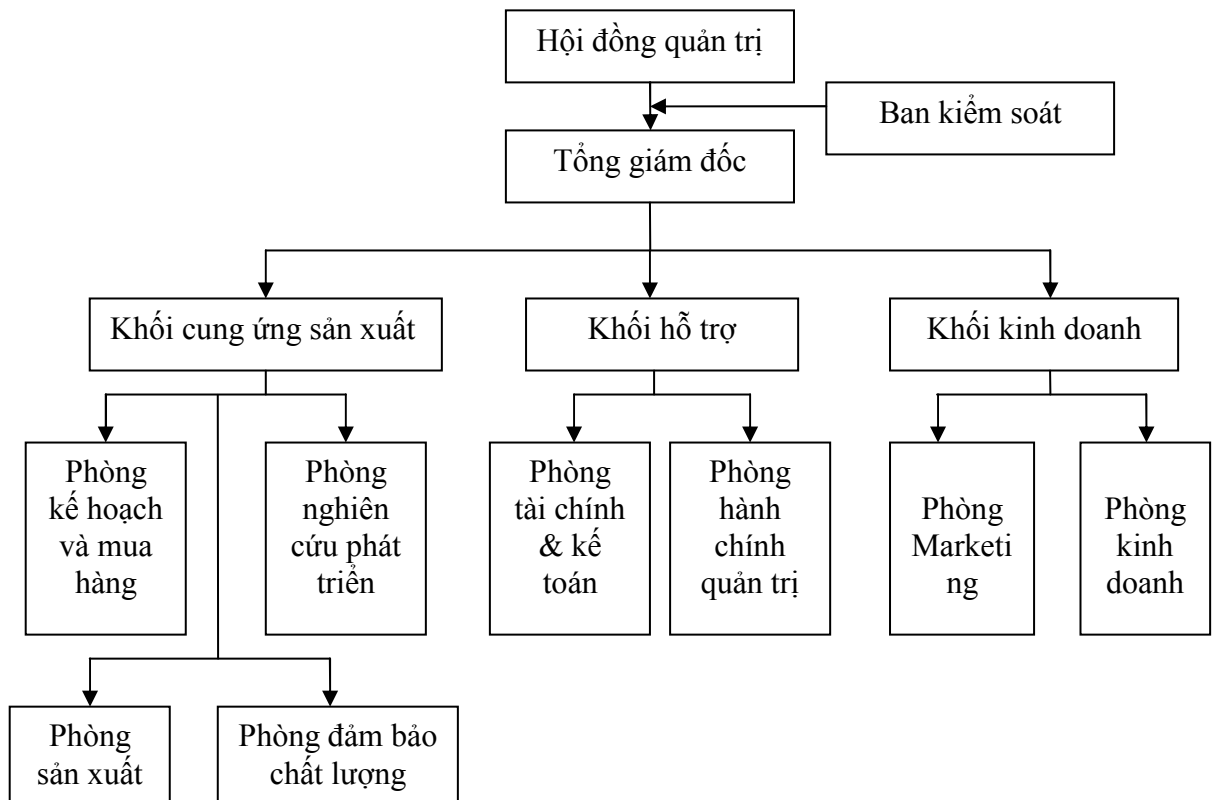 Hội đồng quản trị
Ban kiểm soát
Tổng giám đốc
Khối cung ứng sản xuất
Khối hỗ trợ
Khối kinh doanh
Phòng
kế hoạch
và mua
hàng
Phòng
nghiên
cứu phát
triển
Phòng
tài chính
& kế
toán
Phòng
hành
chính
quản trị
Phòng
Marketi
ng
Phòng
kinh
doanh
Phòng
sản xuất
Phòng đảm bảo
chất lượng